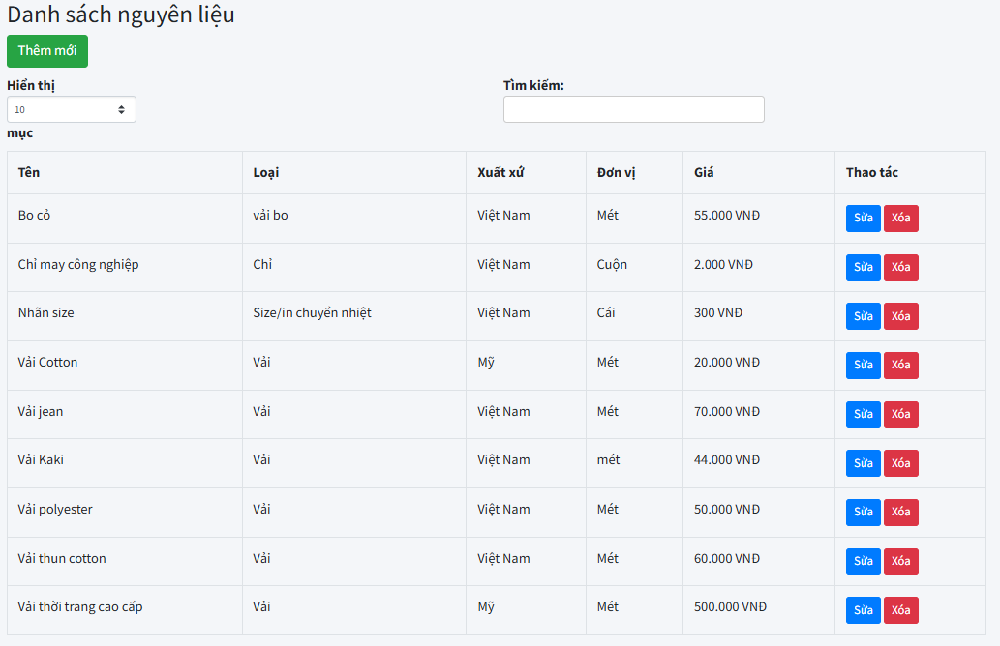 Danh sách nguyên liệu
Thêm mới
Hiển thị
10
mục
Tìm kiếm:
Tên Loại Xuất xứ Đơn vị Giá Thao tác
Bo cỏ vải bo Việt Nam Mét 55.000 VNĐ Sửa Xóa
Chỉ may công nghiệp Chỉ Việt Nam Cuộn 2.000 VNĐ Sửa Xóa
Nhãn size Size/in chuyển nhiệt Việt Nam Cái 300 VNĐ Sửa Xóa
Vải Cotton Vải Mỹ Mét 20.000 VNĐ Sửa Xóa
Vải jean Vải Việt Nam Mét 70.000 VNĐ Sửa Xóa
Vải Kaki Vải Việt Nam mét 44.000 VNĐ Sửa Xóa
Vải polyester Vải Việt Nam Mét 50.000 VNĐ Sửa Xóa
Vải thun cotton Vải Việt Nam Mét 60.000 VNĐ Sửa Xóa
Vải thời trang cao cấp Vải Mỹ Mét 500.000 VNĐ Sửa Xóa